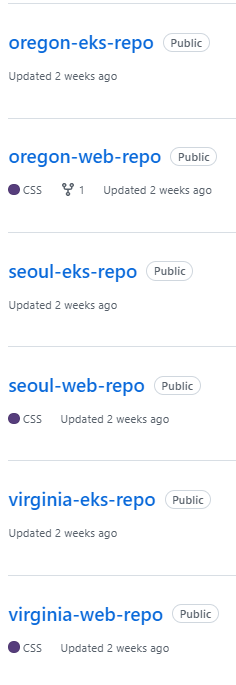 oregon-eks-repo Public
Updated 2 weeks ago
oregon-web-repo Public
CSS 1 Updated 2 weeks ago
seoul-eks-repo Public
Updated 2 weeks ago
seoul-web-repo Public
CSS Updated 2 weeks ago
virginia-eks-repo Public
Updated 2 weeks ago
virginia-web-repo Public
CSS Updated 2 weeks ago